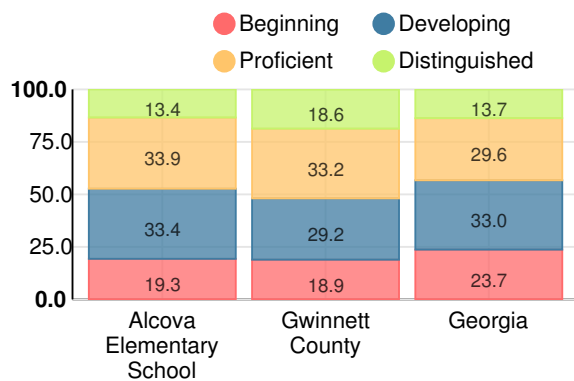 Beginning
Developing
Proficient
Distinguished
100.0
75.0
50.0
25.0
0.0
13.4
18.6
13.7
33.9
33.2
29.6
33.4
29.2
33.0
19.3
18.9
23.7
Alcova
Elementary
School
Gwinnett
County
Georgia